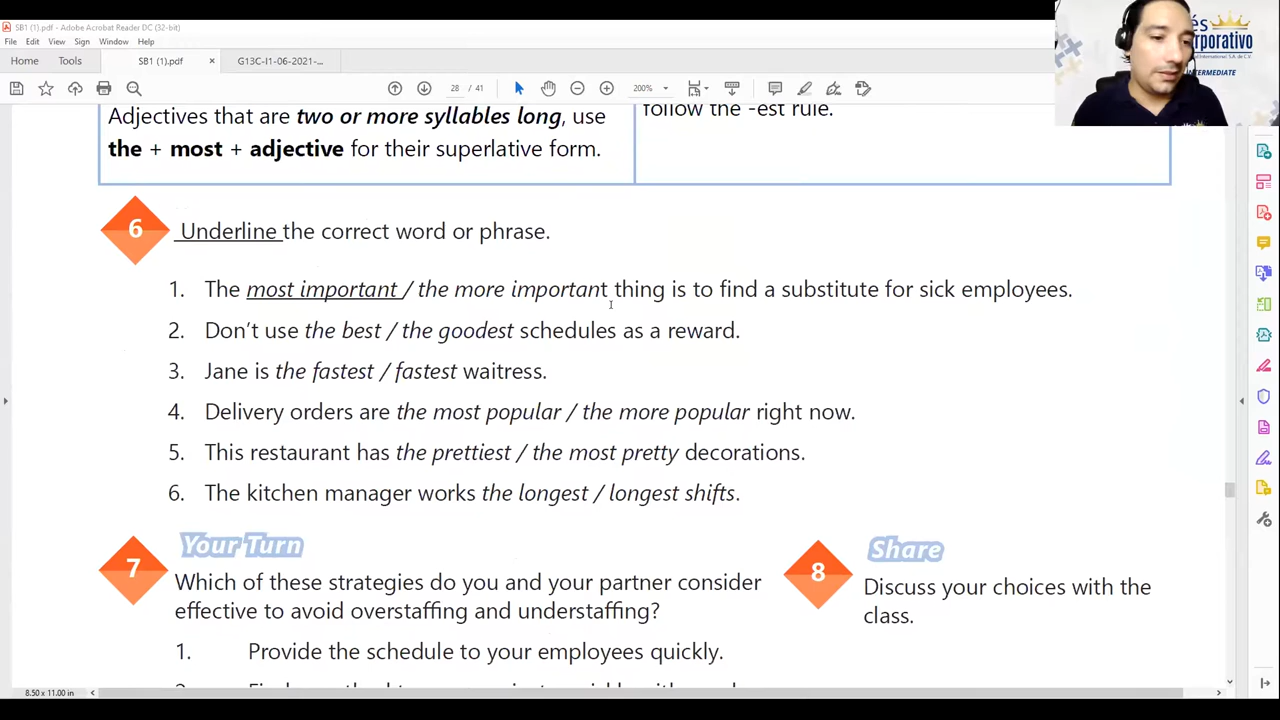 SB1 (1).pdf - Adobe Acrobat Reader DC (32-bit)
File Edit View Sign Window Help
Home Tools SB1 (1).pdf × G13C-I1-06-2021-...
28 / 41 200%
és
rporativo
International, S.A. de C.V.
INTERMEDIATE
Adjectives that are two or more syllables long, use
the + most + adjective for their superlative form.
follow the -est rule.
6 Underline the correct word or phrase.
1. The most important / the more important thing is to find a substitute for sick employees.
2. Don't use the best / the goodest schedules as a reward.
3. Jane is the fastest / fastest waitress.
4. Delivery orders are the most popular / the more popular right now.
5. This restaurant has the prettiest / the most pretty decorations.
6. The kitchen manager works the longest / longest shifts.
7 Your Turn
Which of these strategies do you and your partner consider
effective to avoid overstaffing and understaffing?
1. Provide the schedule to your employees quickly.
8 Share
Discuss your choices with the
class.
8.50 x 11.00 in